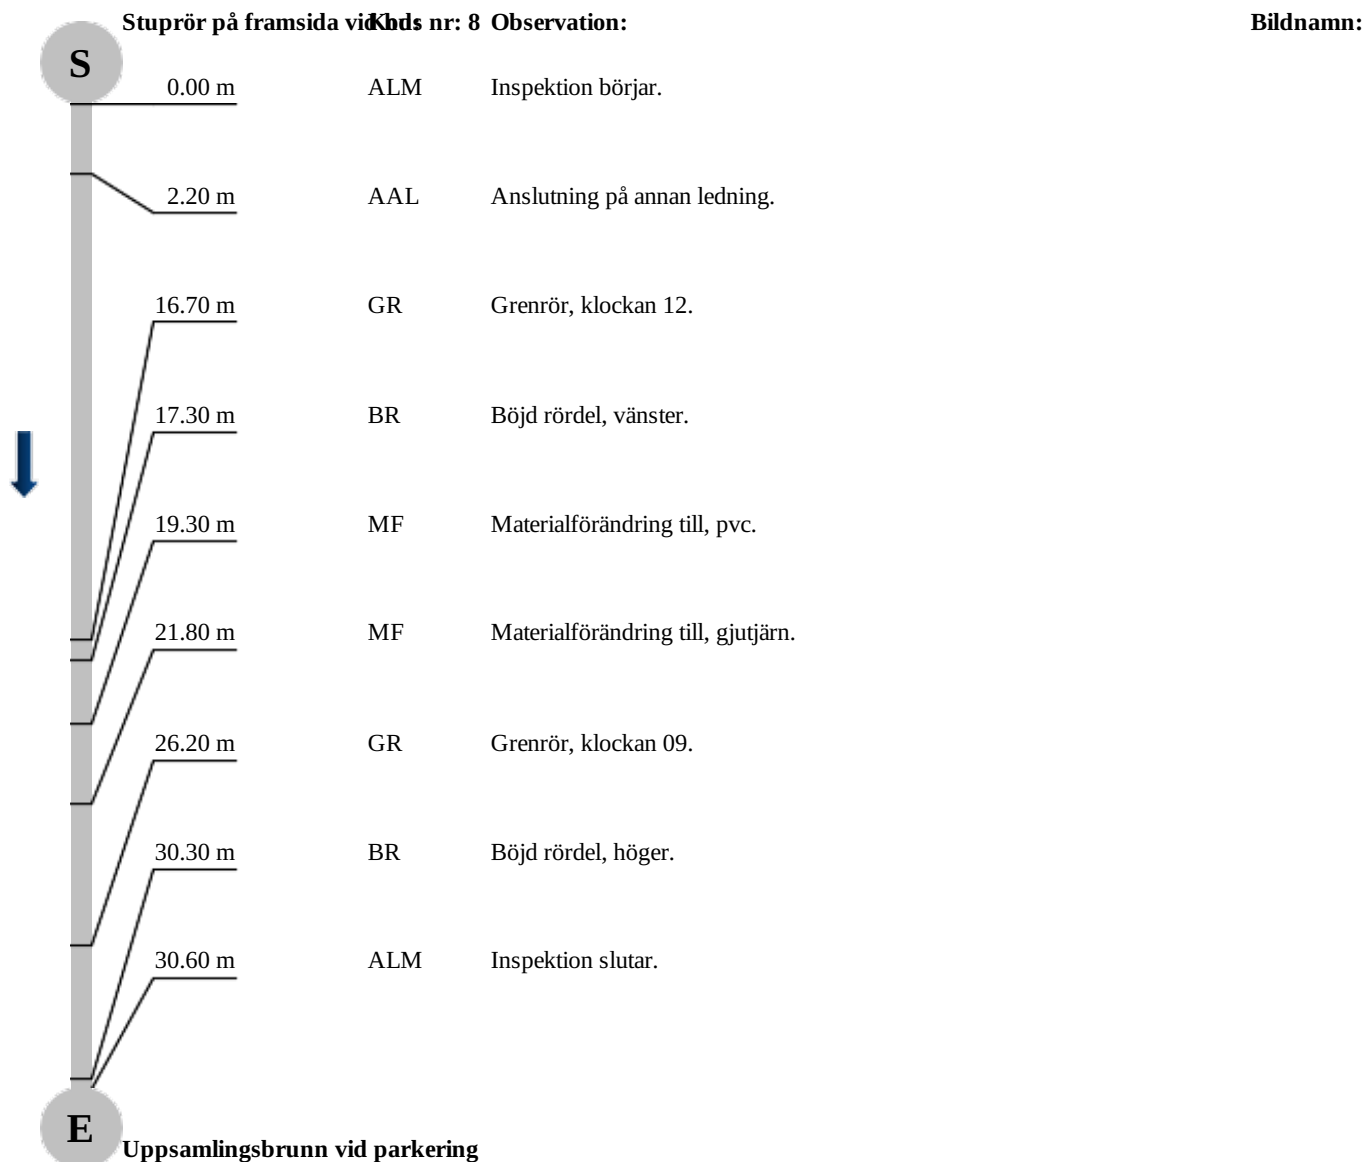 Stuprör på framsida vid hus nr: 8 Kod: Observation: Bildnamn:
S
0.00 m ALM Inspektion börjar.
2.20 m AAL Anslutning på annan ledning.
16.70 m GR Grenrör, klockan 12.
17.30 m BR Böjd rördel, vänster.
19.30 m MF Materialförändring till, pvc.
21.80 m MF Materialförändring till, gjutjärn.
26.20 m GR Grenrör, klockan 09.
30.30 m BR Böjd rördel, höger.
30.60 m ALM Inspektion slutar.
E
Uppsamlingsbrunn vid parkering